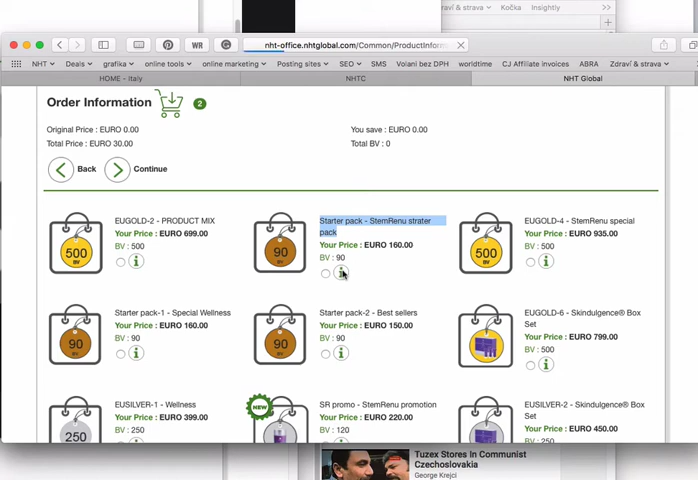 raví & strava
Kočka
Insightly
WR
nht-office.nhtglobal.com/Common/ProductInform
NHT
Deals
grafika
online tools
online marketing
Posting sites
SEO
SMS
Volani bez DPH
worldtime
CJ Affiliate invoices
ABRA
Zdraví & strava
HOME - Italy
NHTC
NHT Global
Order Information
2
Original Price : EURO 0.00
You save : EURO 0.00
Total Price : EURO 30.00
Total BV : 0
Back
Continue
500
EUGOLD-2 - PRODUCT MIX
Your Price : EURO 699.00
BV : 500
90
Starter pack - StemRenu strater
pack
Your Price : EURO 160.00
BV : 90
500
EUGOLD-4 - StemRenu special
Your Price : EURO 935.00
BV : 500
90
Starter pack-1 - Special Wellness
Your Price : EURO 160.00
BV : 90
90
Starter pack-2 - Best sellers
Your Price : EURO 150.00
BV : 90
EUGOLD-6 - Skindulgence® Box
Set
Your Price : EURO 799.00
BV : 500
250
EUSILVER-1 - Wellness
Your Price : EURO 399.00
BV : 250
NEW
SR promo - StemRenu promotion
Your Price : EURO 220.00
BV : 120
EUSILVER-2 - Skindulgence® Box
Set
Your Price : EURO 450.00
BV : 250
Tuzex Stores In Communist
Czechoslovakia
George Krejci